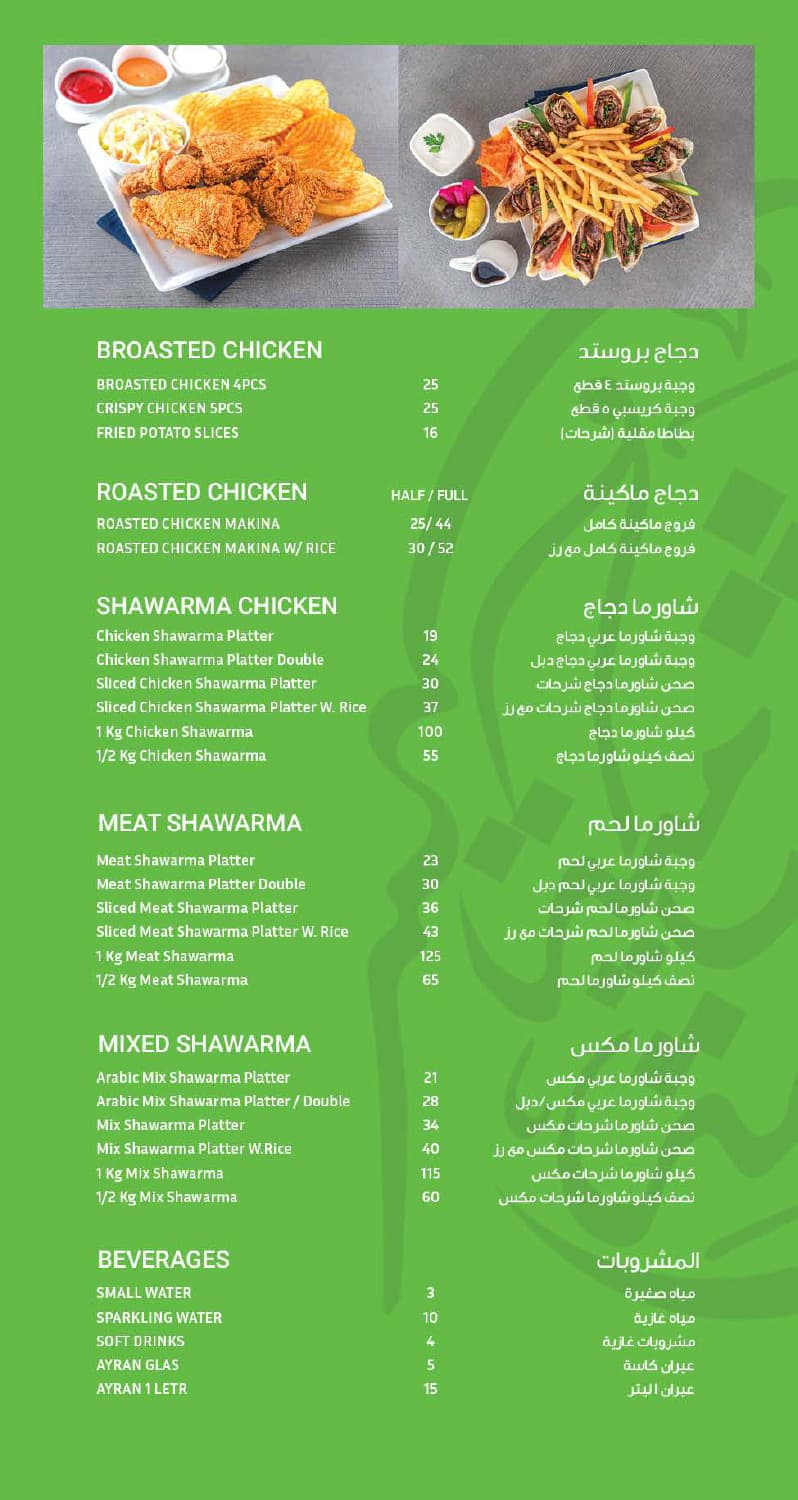 BROASTED CHICKEN دجاج بروستد
BROASTED CHICKEN 4PCS 25 وجبة بروستد ٤ قطع
CRISPY CHICKEN 5PCS 25 وجبة كريسبي ٥ قطع
FRIED POTATO SLICES 16 بطاطا مقلية (شرحات)
ROASTED CHICKEN HALF / FULL دجاج ماكينة
ROASTED CHICKEN MAKINA 25/ 44 فروج ماكينة كامل
ROASTED CHICKEN MAKINA W/ RICE 30 / 52 فروج ماكينة كامل مع رز
SHAWARMA CHICKEN شاورما دجاج
Chicken Shawarma Platter 19 وجبة شاورما عربي دجاج
Chicken Shawarma Platter Double 24 وجبة شاورما عربي دجاج دبل
Sliced Chicken Shawarma Platter 30 صحن شاورما دجاج شرحات
Sliced Chicken Shawarma Platter W. Rice 37 صحن شاورما دجاج شرحات مع رز
1 Kg Chicken Shawarma 100 كيلو شاورما دجاج
1/2 Kg Chicken Shawarma 55 نصف كيلو شاورما دجاج
MEAT SHAWARMA شاورما لحم
Meat Shawarma Platter 23 وجبة شاورما عربي لحم
Meat Shawarma Platter Double 30 وجبة شاورما عربي لحم دبل
Sliced Meat Shawarma Platter 36 صحن شاورما لحم شرحات
Sliced Meat Shawarma Platter W. Rice 43 صحن شاورما لحم شرحات مع رز
1 Kg Meat Shawarma 125 كيلو شاورما لحم
1/2 Kg Meat Shawarma 65 نصف كيلو شاورما لحم
MIXED SHAWARMA شاورما مكس
Arabic Mix Shawarma Platter 21 وجبة شاورما عربي مكس
Arabic Mix Shawarma Platter / Double 28 وجبة شاورما عربي مكس/دبل
Mix Shawarma Platter 34 صحن شاورما شرحات مكس
Mix Shawarma Platter W.Rice 40 صحن شاورما شرحات مكس مع رز
1 Kg Mix Shawarma 115 كيلو شاورما شرحات مكس
1/2 Kg Mix Shawarma 60 نصف كيلو شاورما شرحات مكس
BEVERAGES المشروبات
SMALL WATER 3 مياه صغيرة
SPARKLING WATER 10 مياه غازية
SOFT DRINKS 4 مشروبات غازية
AYRAN GLAS 5 عيران كاسة
AYRAN 1 LETR 15 عيران ١ ليتر